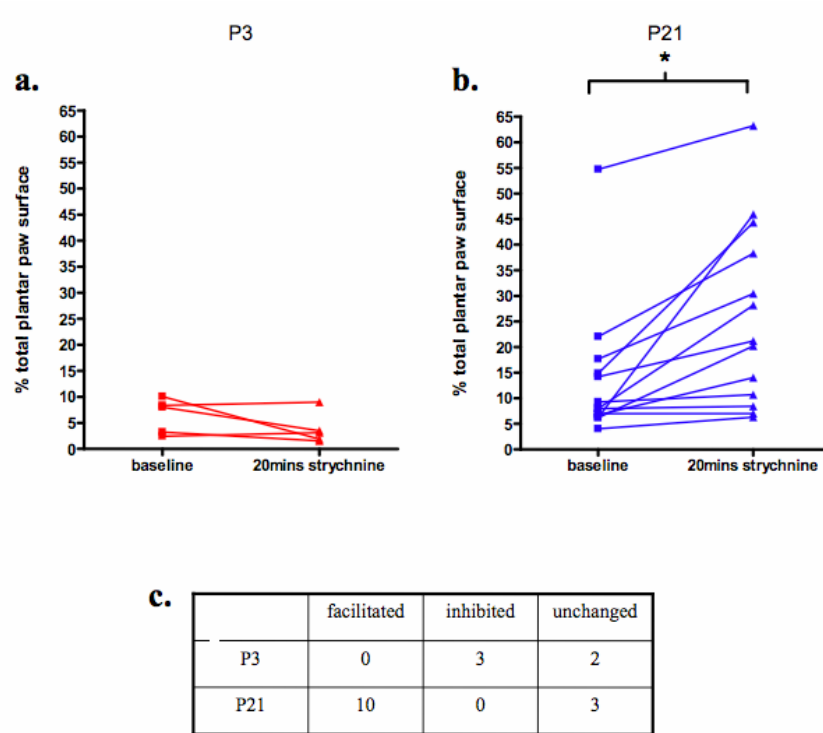 P3
P21
*
a.
b.
% total plantar paw surface
65
60
55
50
45
40
35
30
25
20
15
10
5
0
baseline 20mins strychnine
% total plantar paw surface
65
60
55
50
45
40
35
30
25
20
15
10
5
0
baseline 20mins strychnine
c.
facilitated inhibited unchanged
P3 0 3 2
P21 10 0 3